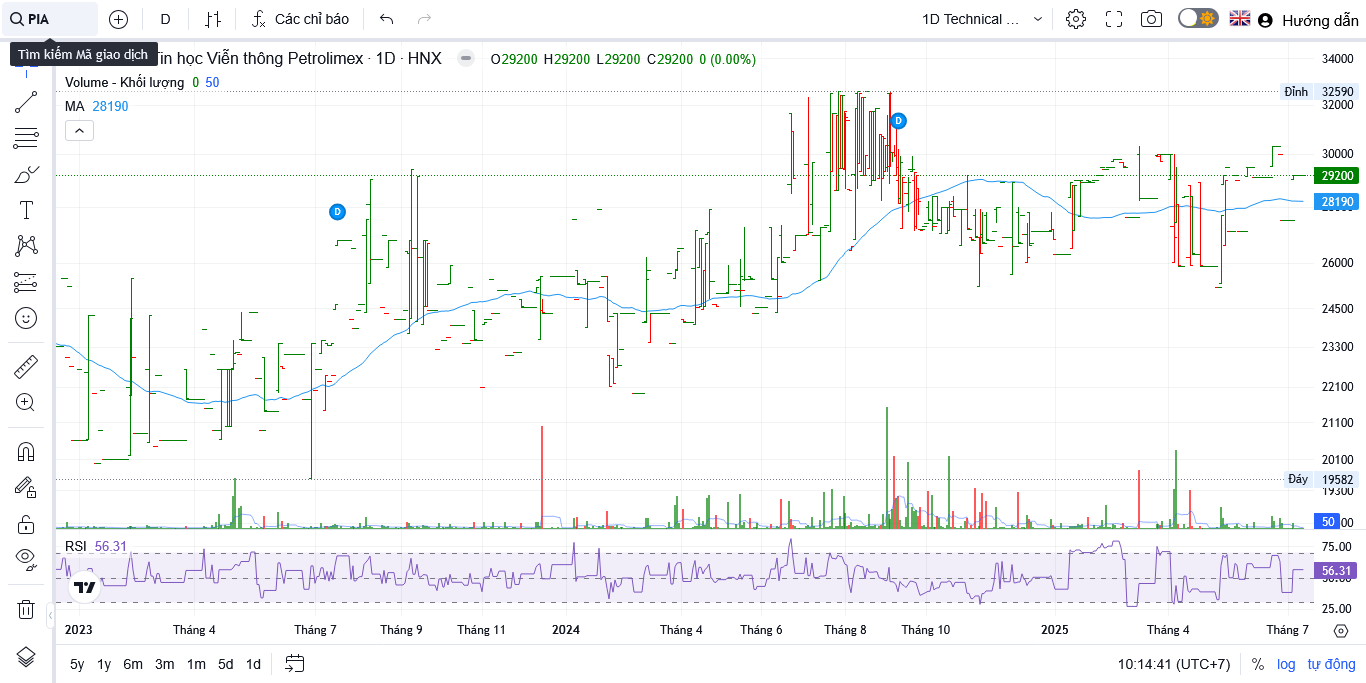 PIA
D
Các chỉ báo
1D Technical ...
Hướng dẫn
Tìm kiếm Mã giao dịch
Tin học Viễn thông Petrolimex · 1D · HNX
O29200 H29200 L29200 C29200 0 (0.00%)
Volume - Khối lượng 0 50
MA 28190
34000
Đỉnh 32590
32000
30000
29200
28190
28000
26000
24500
23300
22100
21100
20100
Đáy 19582
19300
50
00
D
D
RSI 56.31
75.00
56.31
50.00
25.00
2023 Tháng 4 Tháng 7 Tháng 9 Tháng 11 2024 Tháng 4 Tháng 6 Tháng 8 Tháng 10 2025 Tháng 4 Tháng 7
5y 1y 6m 3m 1m 5d 1d
10:14:41 (UTC+7) % log tự động